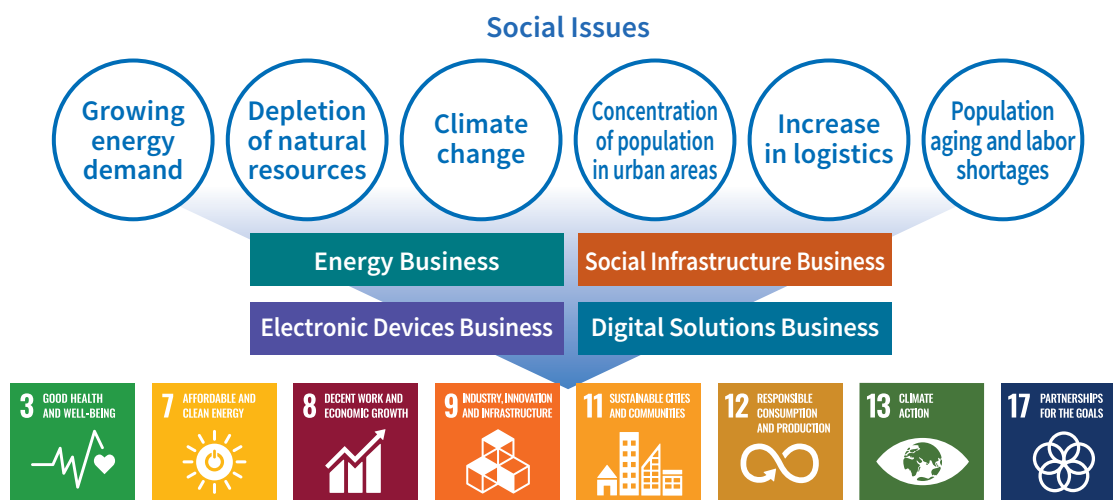 Social Issues
Growing
energy
demand
Depletion
of natural
resources
Climate
change
Concentration
of population
in urban areas
Increase
in logistics
Population
aging and labor
shortages
Energy Business
Social Infrastructure Business
Electronic Devices Business
Digital Solutions Business
3 GOOD HEALTH
AND WELL-BEING
7 AFFORDABLE AND
CLEAN ENERGY
8 DECENT WORK AND
ECONOMIC GROWTH
9 INDUSTRY, INNOVATION
AND INFRASTRUCTURE
11 SUSTAINABLE CITIES
AND COMMUNITIES
12 RESPONSIBLE
CONSUMPTION
AND PRODUCTION
13 CLIMATE
ACTION
17 PARTNERSHIPS
FOR THE GOALS